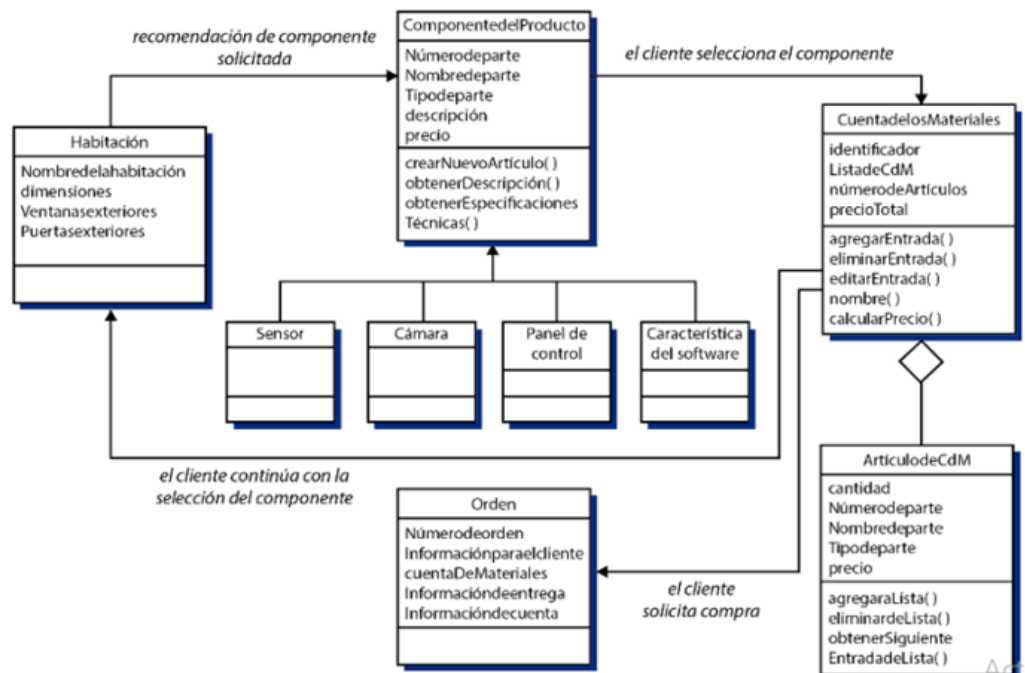 recomendación de componente
solicitada
ComponentedelProducto
Númerodeparte
Nombredeparte
Tipodeparte
descripción
precio
crearNuevoArtículo( )
obtenerDescripción( )
obtenerEspecificaciones
Técnicas( )
el cliente selecciona el componente
Habitación
Nombredelahabitación
dimensiones
Ventanasexteriores
Puertasexteriores
CuentadelosMateriales
identificador
ListadeCdM
númerodeArtículos
precioTotal
agregarEntrada( )
eliminarEntrada( )
editarEntrada( )
nombre( )
calcularPrecio( )
Sensor
Cámara
Panel de
control
Característica
del software
el cliente continúa con la
selección del componente
Orden
Númerodeorden
Informaciónparaelcliente
cuentaDeMateriales
Informacióndeentrega
Informacióndecuenta
el cliente
solicita compra
ArtículodeCdM
cantidad
Númerodeparte
Nombredeparte
Tipodeparte
precio
agregaraLista( )
eliminardeLista( )
obtenerSiguiente
EntradadeLista( )
Act